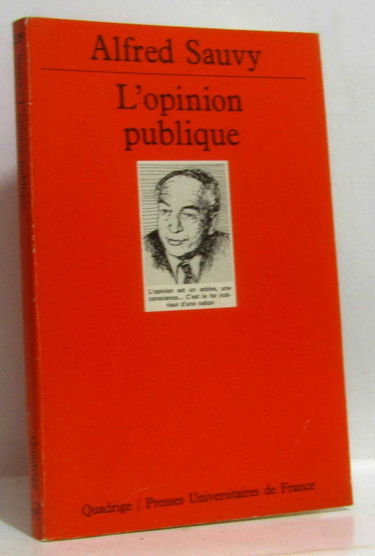 Alfred Sauvy
L'opinion
publique
L'opinion est un arbitre, une
conscience... C'est le for inté-
rieur d'une nation
Quadrige / Presses Universitaires de France